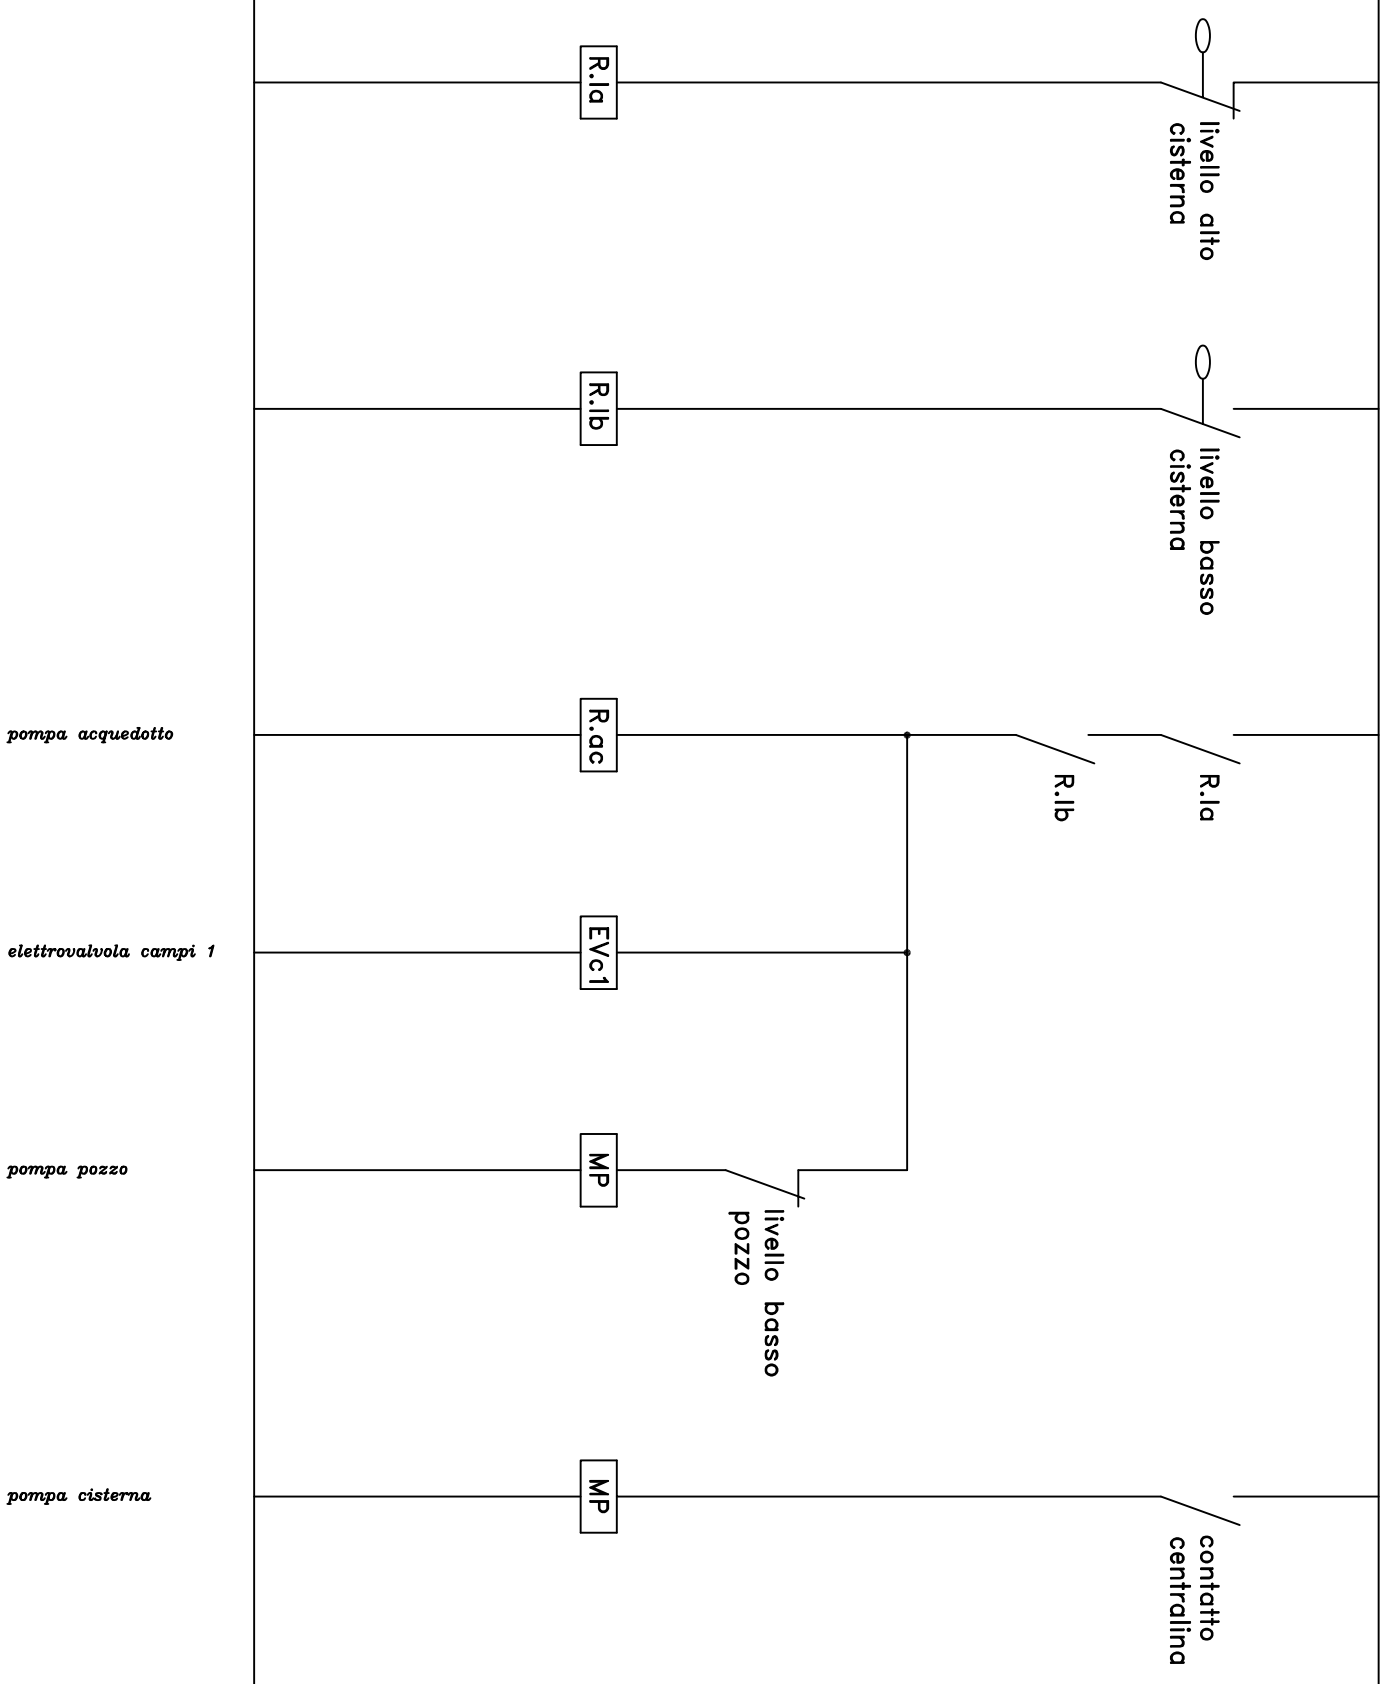 R.la
livello alto
cisterna
R.lb
livello basso
cisterna
pompa acquedotto
R.ac
R.lb
R.la
elettrovalvola campi 1
EVc1
pompa pozzo
MP
livello basso
pozzo
pompa cisterna
MP
contatto
centralina